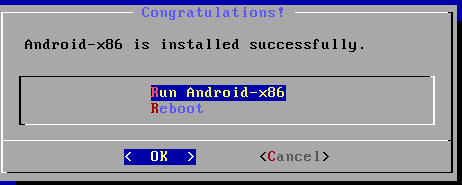 Congratulations!
Android-x86 is installed successfully.
Run Android-x86
Reboot
< OK > <Cancel>